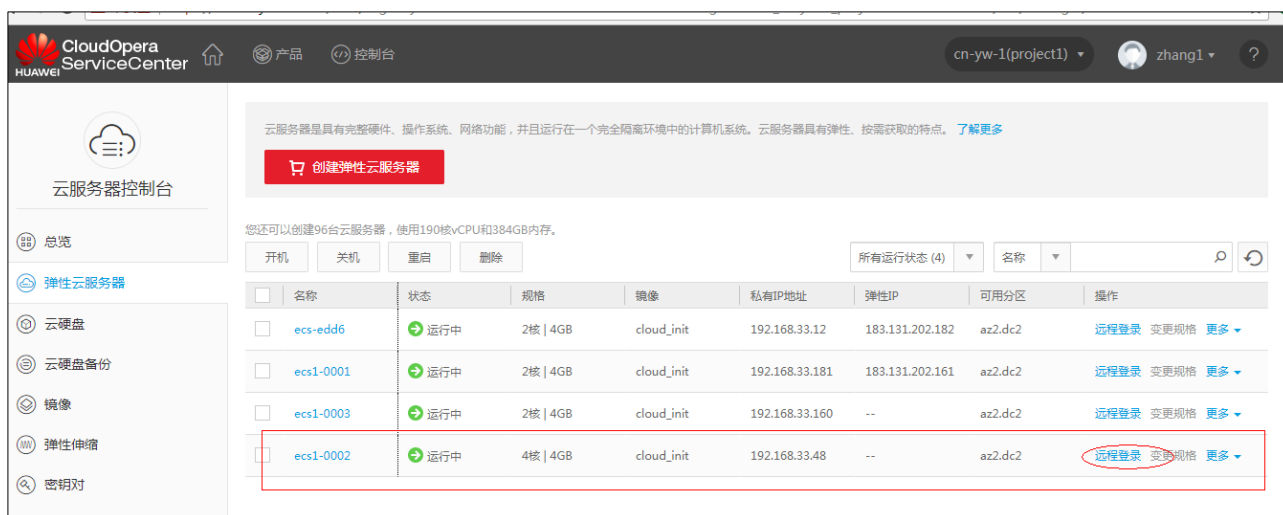 CloudOpera
HUAWEI ServiceCenter 产品 控制台 cn-yw-1(project1) zhang1 ?
云服务器是具有完整硬件、操作系统、网络功能，并且运行在一个完全隔离环境中的计算机系统。云服务器具有弹性、按需获取的特点。 了解更多
创建弹性云服务器
云服务器控制台
总览
弹性云服务器
云硬盘
云硬盘备份
镜像
弹性伸缩
密钥对
您还可以创建96台云服务器，使用190核vCPU和384GB内存。
开机 关机 重启 删除 所有运行状态 (4) 名称
名称 状态 规格 镜像 私有IP地址 弹性IP 可用分区 操作
ecs-edd6 运行中 2核 | 4GB cloud_init 192.168.33.12 183.131.202.182 az2.dc2 远程登录 变更规格 更多
ecs1-0001 运行中 2核 | 4GB cloud_init 192.168.33.181 183.131.202.161 az2.dc2 远程登录 变更规格 更多
ecs1-0003 运行中 2核 | 4GB cloud_init 192.168.33.160 -- az2.dc2 远程登录 变更规格 更多
ecs1-0002 运行中 4核 | 4GB cloud_init 192.168.33.48 -- az2.dc2 远程登录 变更规格 更多